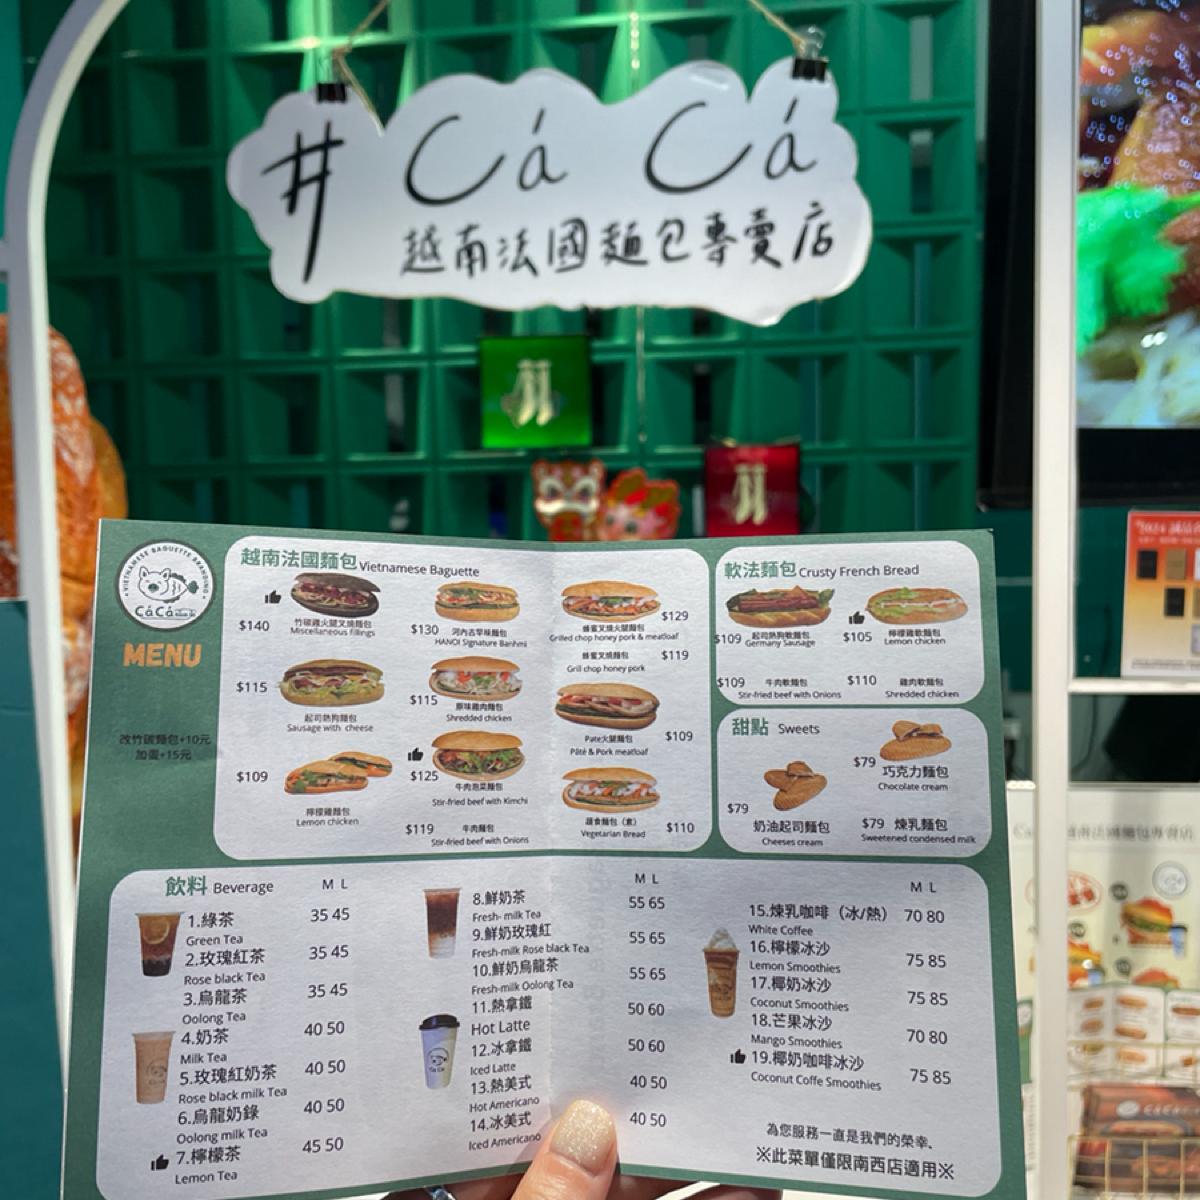 # Cá Cá
越南法國麵包專賣店
VIETNAMESE BAGUETTE BRANDING
CáCá
MENU
改竹碳麵包+10元
加蛋+15元
越南法國麵包 Vietnamese Baguette
$140 竹碳雞火腿叉燒麵包
Miscellaneous fillings
$130 河內古早味麵包
HANOI Signature Banhmi
$129
蜂蜜叉燒火腿麵包
Grilled chop honey pork & meatloaf
蜂蜜叉燒麵包 $119
Grill chop honey pork
$115
起司熱狗麵包
Sausage with cheese
$115 原味雞肉麵包
Shredded chicken
Pate火腿麵包 $109
Pâté & Pork meatloaf
$109
檸檬雞麵包
Lemon chicken
$125 牛肉泡菜麵包
Stir-fried beef with Kimchi
$119 牛肉麵包
Stir-fried beef with Onions
蔬食麵包（素） $110
Vegetarian Bread
軟法麵包 Crusty French Bread
$109 起司熱狗軟麵包
Germany Sausage
$105 檸檬雞軟麵包
Lemon chicken
$109 牛肉軟麵包
Stir-fried beef with Onions
$110 雞肉軟麵包
Shredded chicken
甜點 Sweets
$79 巧克力麵包
Chocolate cream
$79
奶油起司麵包
Cheeses cream
$79 煉乳麵包
Sweetened condensed milk
飲料 Beverage M L
1.綠茶 35 45
Green Tea
2.玫瑰紅茶 35 45
Rose black Tea
3.烏龍茶 35 45
Oolong Tea
4.奶茶 40 50
Milk Tea
5.玫瑰紅奶茶 40 50
Rose black milk Tea
6.烏龍奶錄 40 50
Oolong milk Tea
7.檸檬茶 45 50
Lemon Tea
M L
8.鮮奶茶 55 65
Fresh- milk Tea
9.鮮奶玫瑰紅 55 65
Fresh-milk Rose black Tea
10.鮮奶烏龍茶 55 65
Fresh-milk Oolong Tea
11.熱拿鐵 50 60
Hot Latte
12.冰拿鐵 50 60
Iced Latte
13.熱美式 40 50
Hot Americano
14.冰美式 40 50
Iced Americano
M L
15.煉乳咖啡（冰/熱） 70 80
White Coffee
16.檸檬冰沙 75 85
Lemon Smoothies
17.椰奶冰沙 75 85
Coconut Smoothies
18.芒果冰沙 70 80
Mango Smoothies
19.椰奶咖啡冰沙 75 85
Coconut Coffe Smoothies
為您服務一直是我們的榮幸。
※此菜單僅限南西店適用※
越南法國麵包專賣店